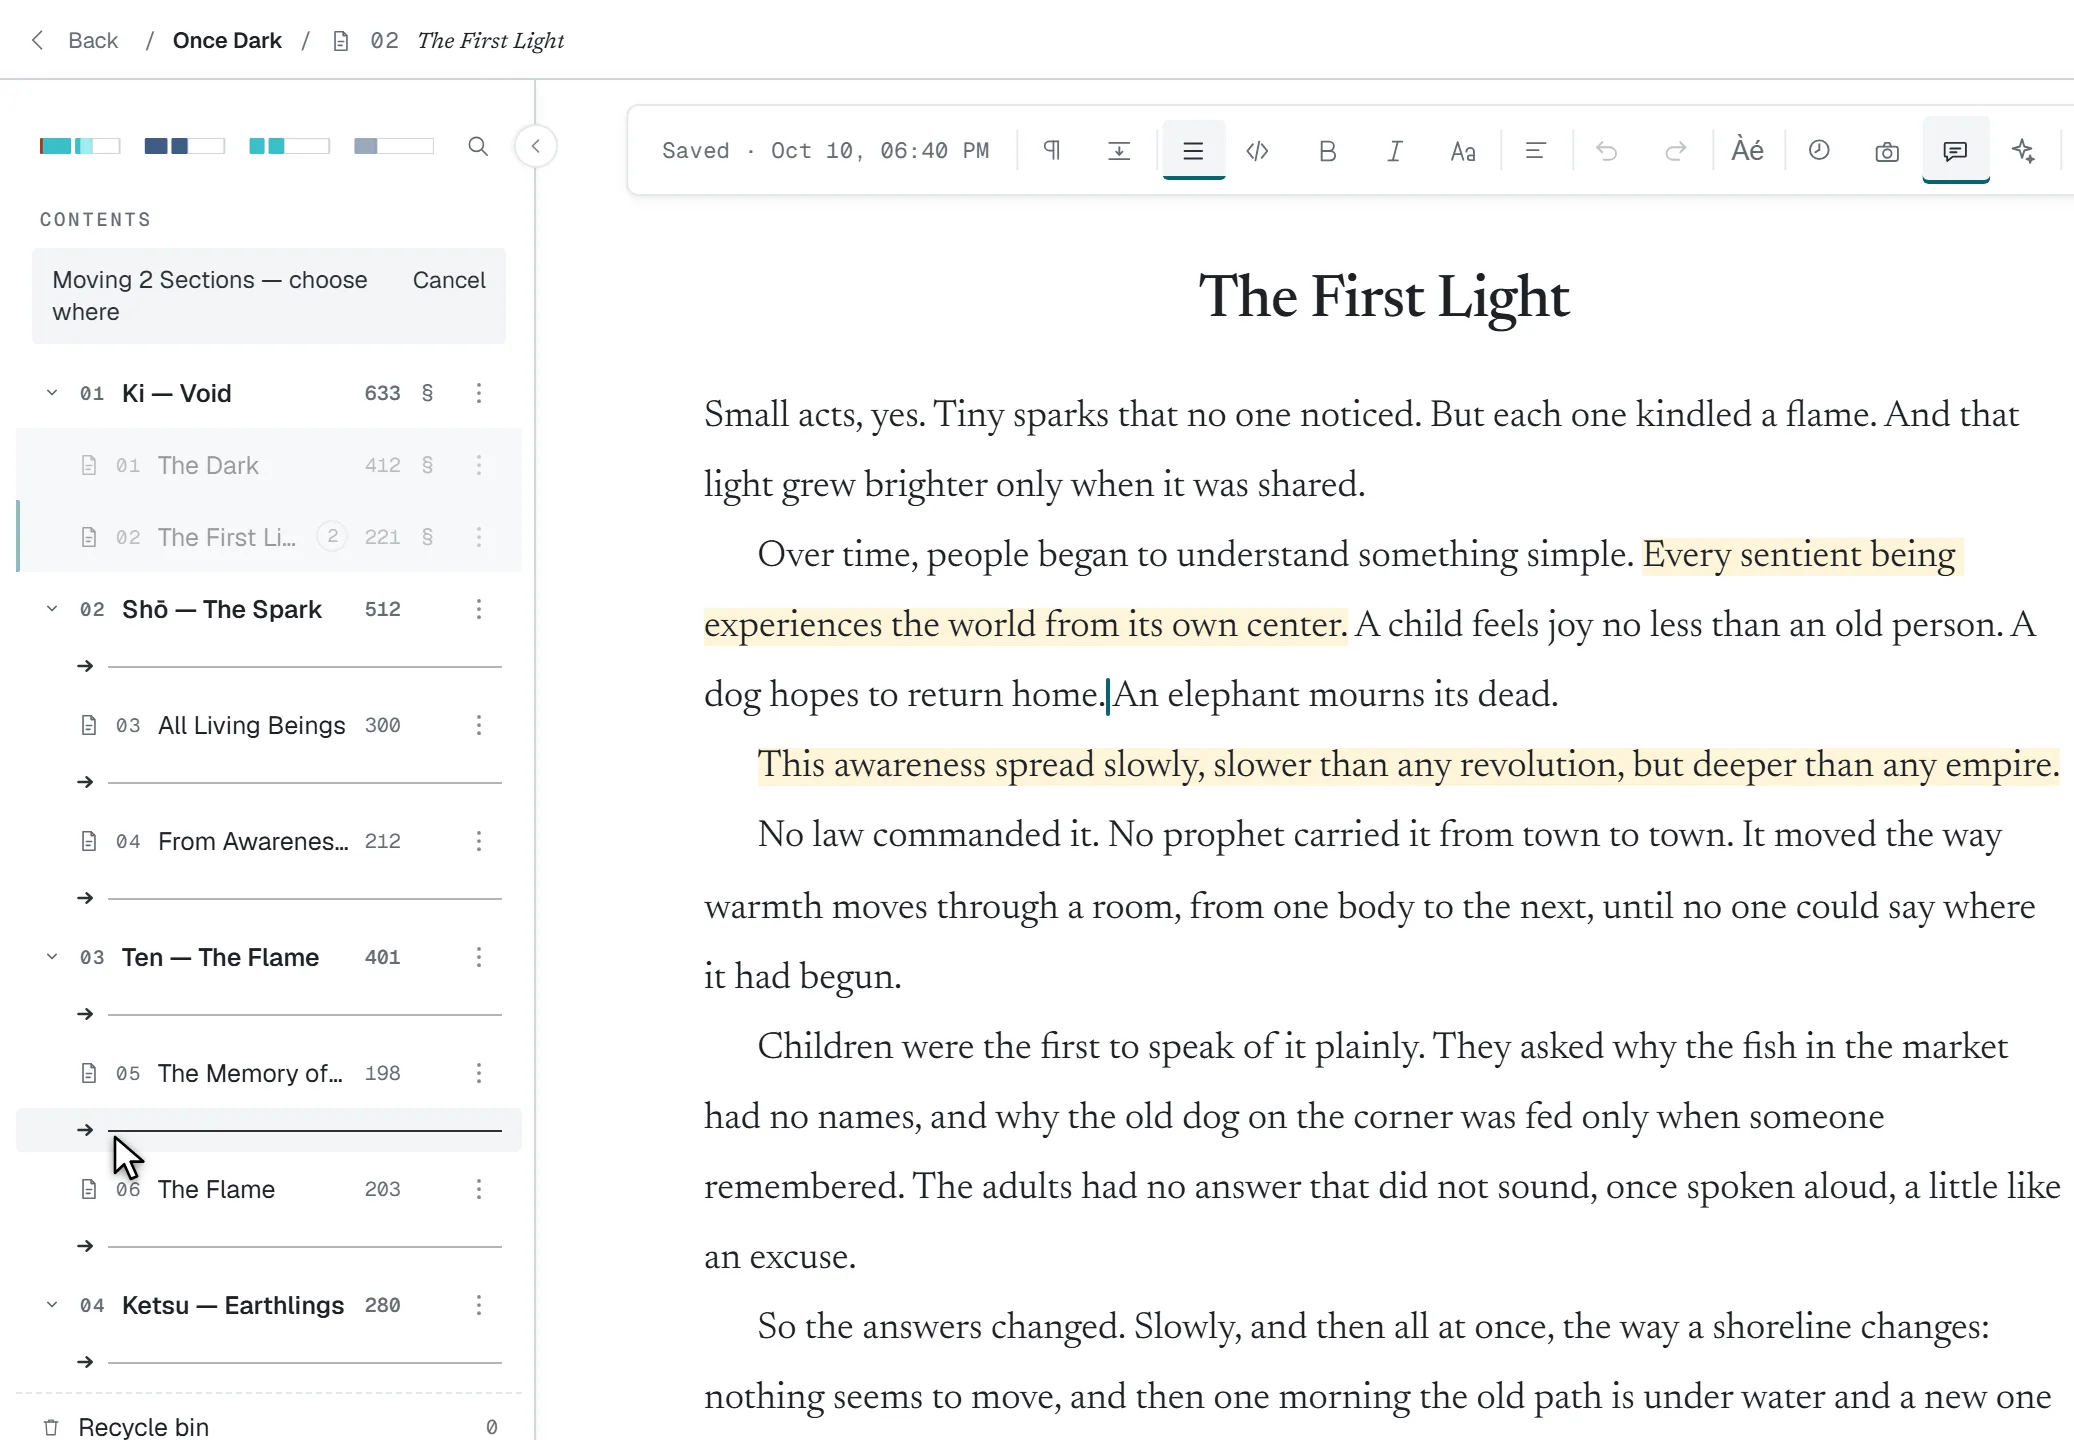 Back / Once Dark / 02 The First Light
CONTENTS
Moving 2 Sections — choose where
Cancel
01 Ki — Void 633 §
01 The Dark 412 §
02 The First Li... 2 221 §
02 Shō — The Spark 512
03 All Living Beings 300
04 From Awarenes... 212
03 Ten — The Flame 401
05 The Memory of... 198
06 The Flame 203
04 Ketsu — Earthlings 280
Recycle bin 0
Saved · Oct 10, 06:40 PM
B I Aa Àé
The First Light
Small acts, yes. Tiny sparks that no one noticed. But each one kindled a flame. And that
light grew brighter only when it was shared.
Over time, people began to understand something simple. Every sentient being
experiences the world from its own center. A child feels joy no less than an old person. A
dog hopes to return home. An elephant mourns its dead.
This awareness spread slowly, slower than any revolution, but deeper than any empire.
No law commanded it. No prophet carried it from town to town. It moved the way
warmth moves through a room, from one body to the next, until no one could say where
it had begun.
Children were the first to speak of it plainly. They asked why the fish in the market
had no names, and why the old dog on the corner was fed only when someone
remembered. The adults had no answer that did not sound, once spoken aloud, a little like
an excuse.
So the answers changed. Slowly, and then all at once, the way a shoreline changes:
nothing seems to move, and then one morning the old path is under water and a new one